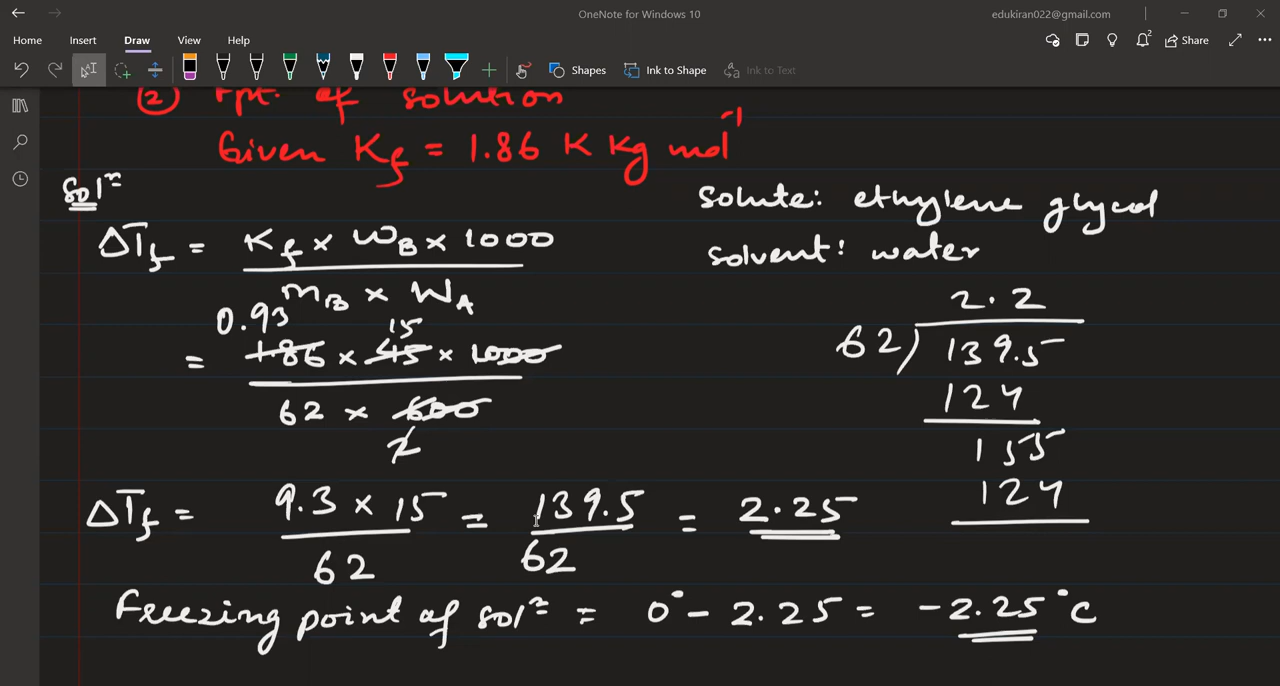 OneNote for Windows 10
edukiran022@gmail.com
Home Insert Draw View Help
Share
Shapes Ink to Shape Ink to Text
② Fpt. of solution
Given Kf = 1.86 K Kg mol⁻¹
Solⁿ
Solute: ethylene glycol
solvent: water
ΔTf = Kf × WB × 1000
mB × WA
0.93 15
= 1.86 × 45 × 1000
62 × 600
2
2.2
62) 139.5
124
155
124
ΔTf = 9.3 × 15 = 139.5 = 2.25
62 62
Freezing point of solⁿ = 0° - 2.25 = -2.25°C